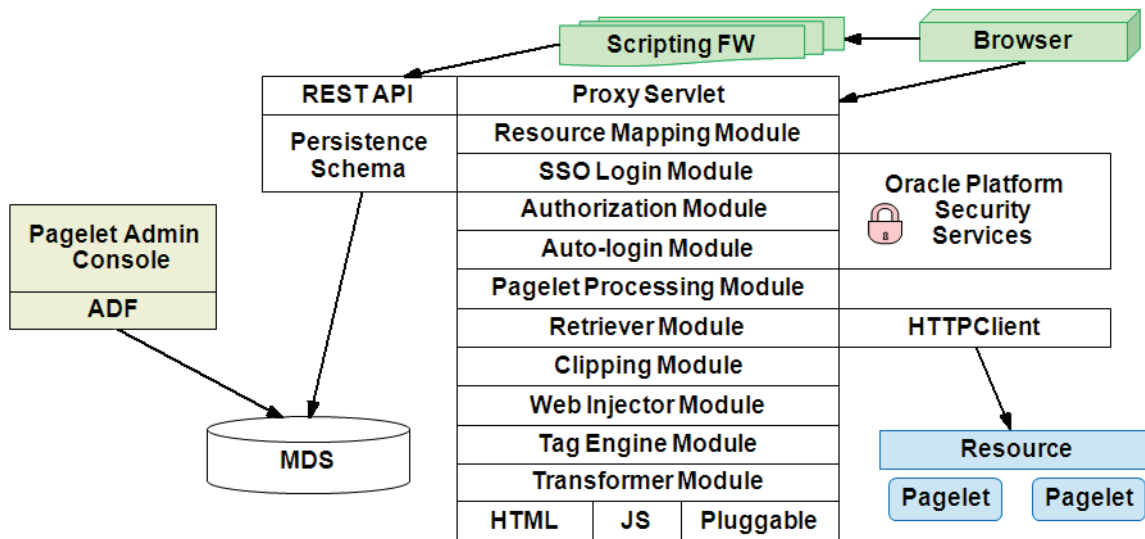 Scripting FW
Browser
REST API
Proxy Servlet
Resource Mapping Module
Persistence
Schema
SSO Login Module
Oracle Platform
Security
Services
Authorization Module
Auto-login Module
Pagelet Admin
Console
ADF
Pagelet Processing Module
Retriever Module
HTTPClient
Clipping Module
Web Injector Module
Tag Engine Module
Transformer Module
HTML
JS
Pluggable
MDS
Resource
Pagelet
Pagelet